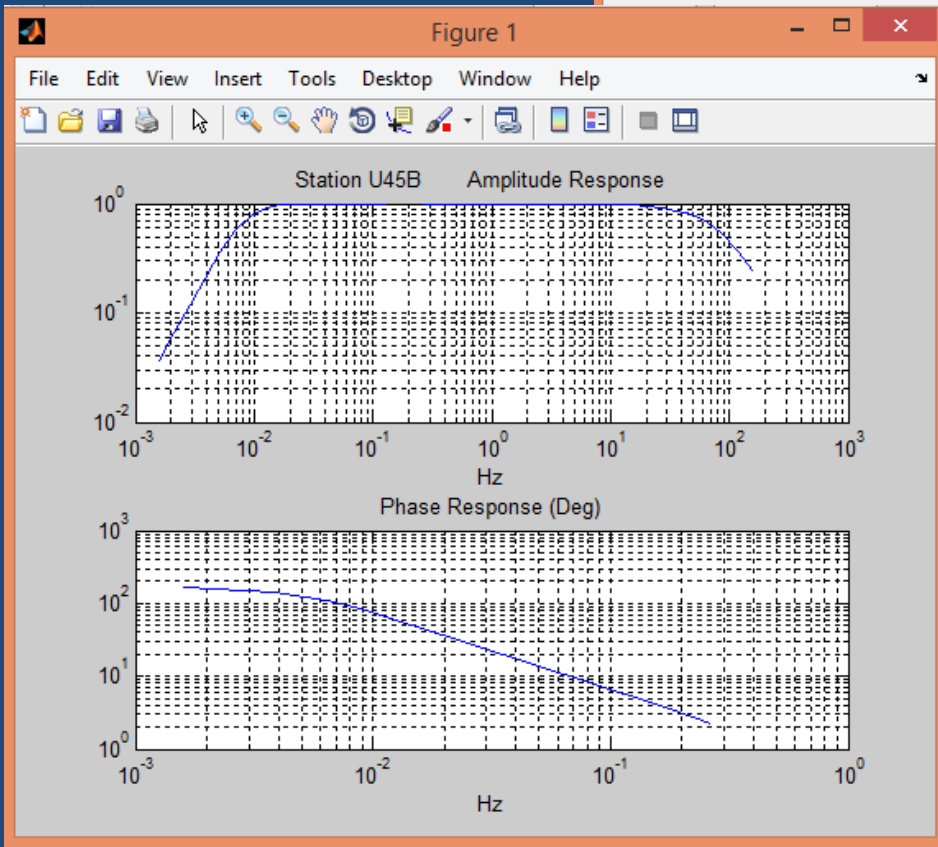 Figure 1
File Edit View Insert Tools Desktop Window Help
Station U45B Amplitude Response
10^0
10^-1
10^-2
10^-3 10^-2 10^-1 10^0 10^1 10^2 10^3
Hz
Phase Response (Deg)
10^3
10^2
10^1
10^0
10^-3 10^-2 10^-1 10^0
Hz